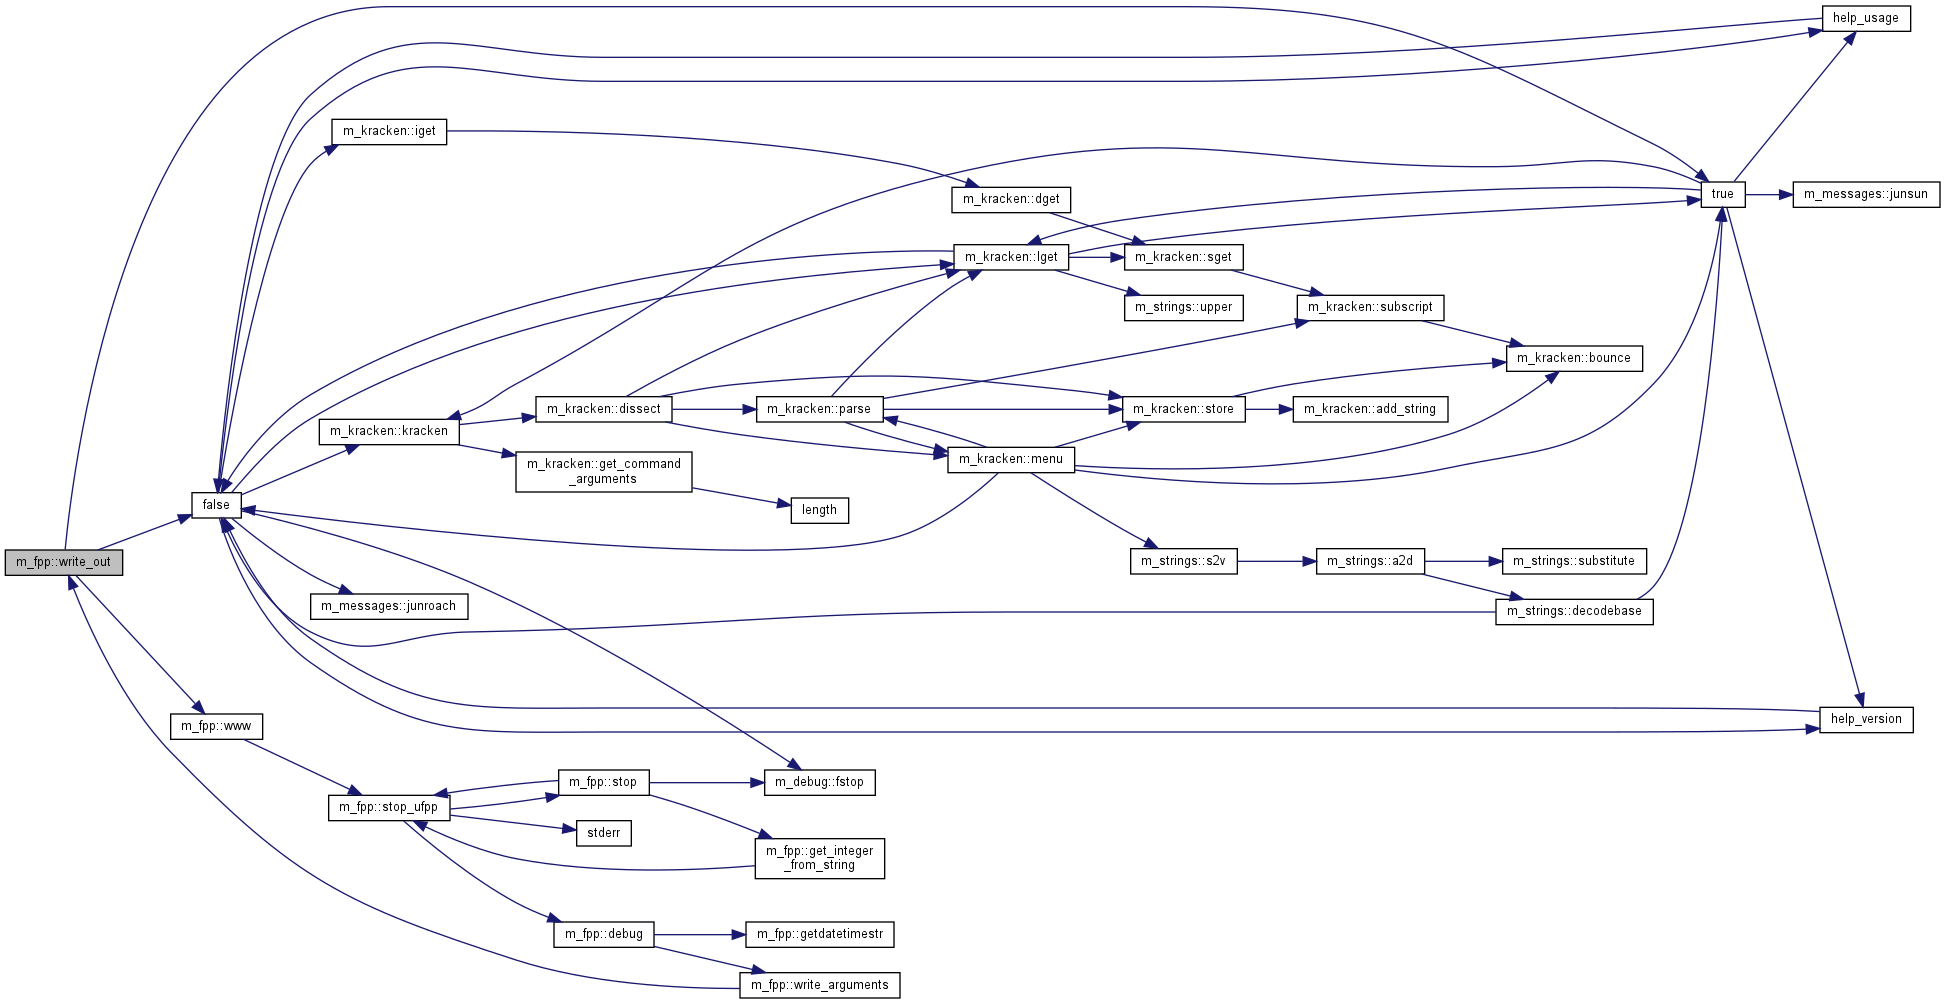 help_usage
m_kracken::iget
m_kracken::dget
true
m_messages::junsun
m_kracken::lget
m_kracken::sget
m_strings::upper
m_kracken::subscript
m_kracken::bounce
m_kracken::dissect
m_kracken::parse
m_kracken::store
m_kracken::add_string
m_kracken::kracken
m_kracken::menu
m_kracken::get_command
_arguments
false
length
m_fpp::write_out
m_strings::s2v
m_strings::a2d
m_strings::substitute
m_messages::junroach
m_strings::decodebase
m_fpp::www
help_version
m_fpp::stop
m_debug::fstop
m_fpp::stop_ufpp
stderr
m_fpp::get_integer
_from_string
m_fpp::debug
m_fpp::getdatetimestr
m_fpp::write_arguments